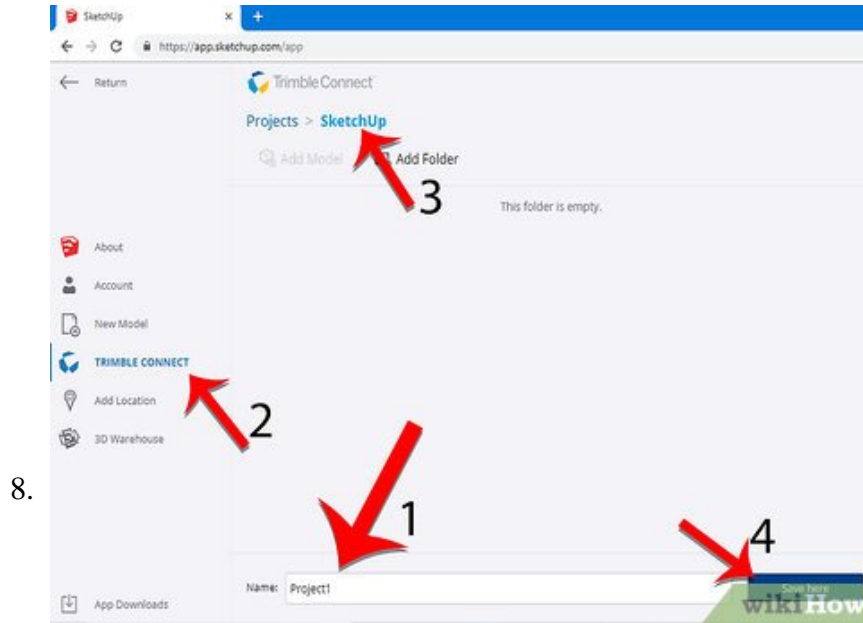 SketchUp
https://app.sketchup.com/app
Return
Trimble Connect
Projects > SketchUp
Add Model Add Folder
3
This folder is empty.
About
Account
New Model
TRIMBLE CONNECT
Add Location
2
3D Warehouse
8.
1
4
Name: Project1
Save here
App Downloads
wikiHow